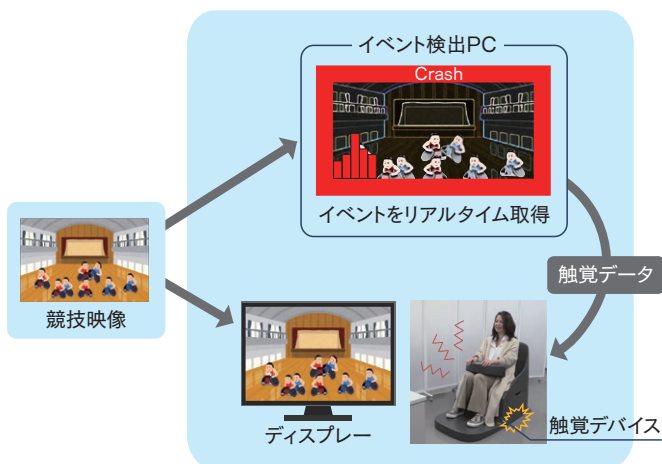 イベント検出PC
Crash
イベントをリアルタイム取得
触覚データ
競技映像
ディスプレー
触覚デバイス